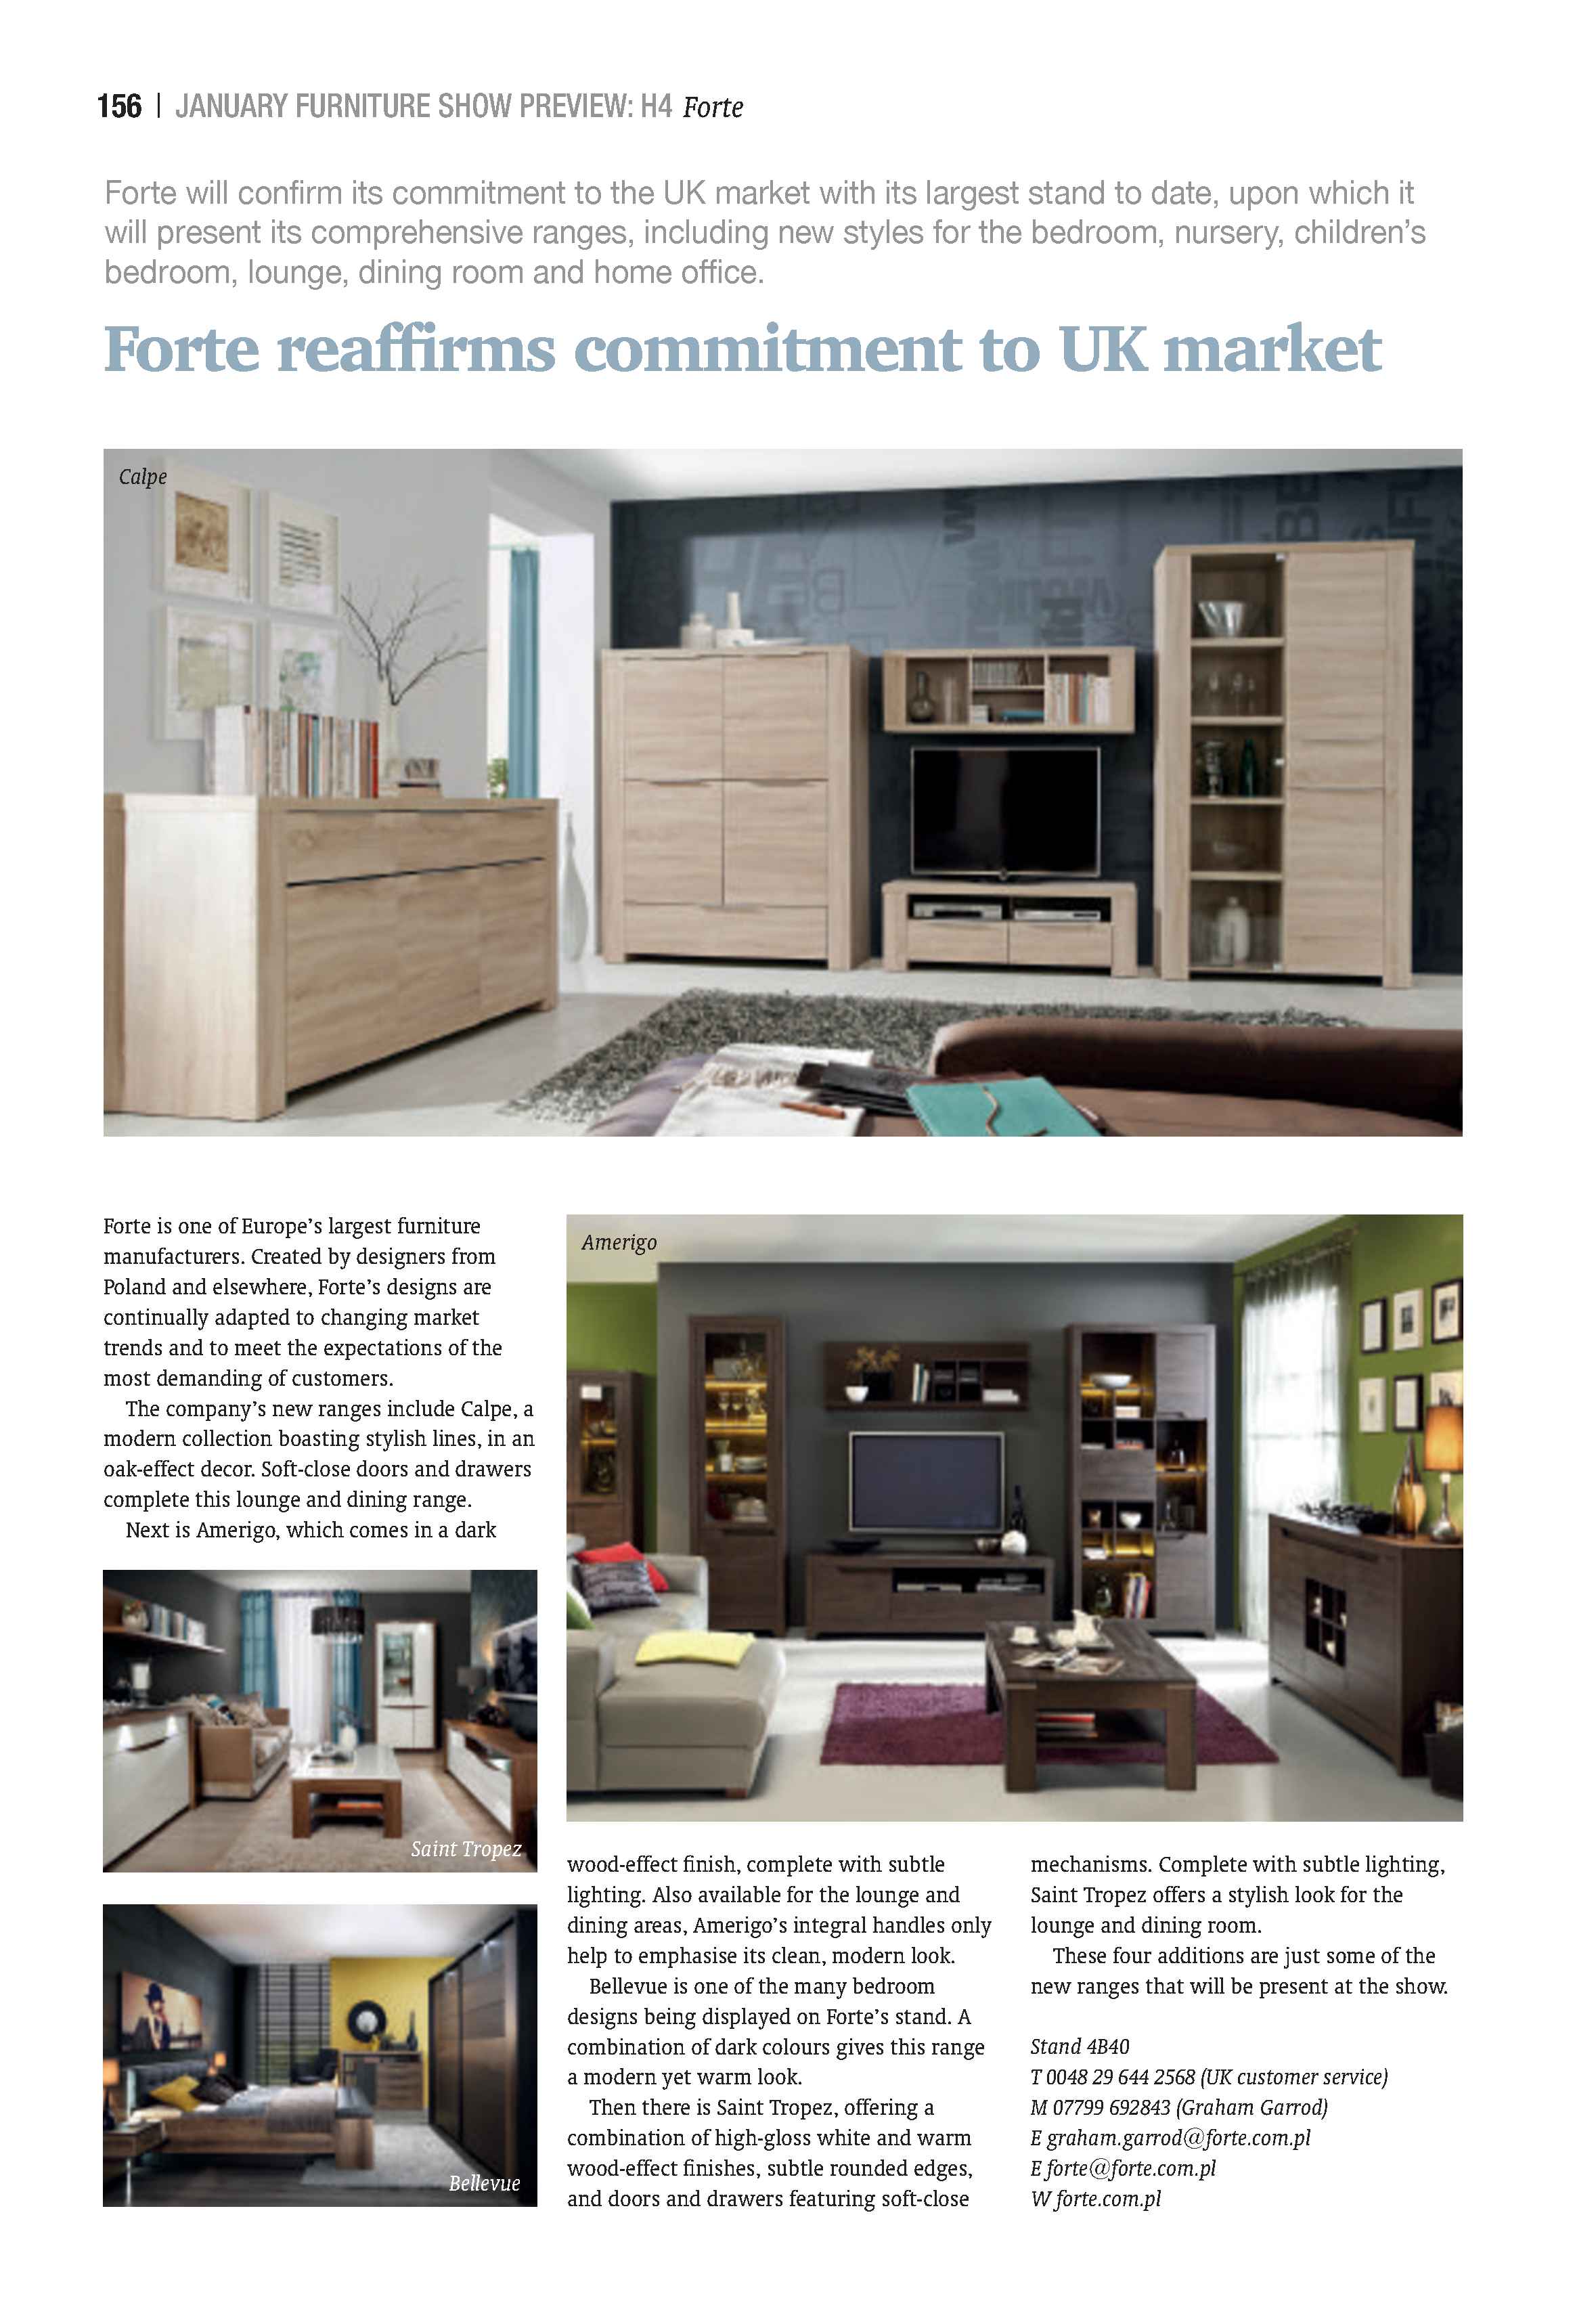 156 | JANUARY FURNITURE SHOW PREVIEW: H4 Forte
Forte will confirm its commitment to the UK market with its largest stand to date, upon which it
will present its comprehensive ranges, including new styles for the bedroom, nursery, children’s
bedroom, lounge, dining room and home office.
Forte reaffirms commitment to UK market
Calpe
Forte is one of Europe’s largest furniture
manufacturers. Created by designers from
Poland and elsewhere, Forte’s designs are
continually adapted to changing market
trends and to meet the expectations of the
most demanding of customers.
The company’s new ranges include Calpe, a
modern collection boasting stylish lines, in an
oak-effect decor. Soft-close doors and drawers
complete this lounge and dining range.
Next is Amerigo, which comes in a dark
Amerigo
Saint Tropez
Bellevue
wood-effect finish, complete with subtle
lighting. Also available for the lounge and
dining areas, Amerigo’s integral handles only
help to emphasise its clean, modern look.
Bellevue is one of the many bedroom
designs being displayed on Forte’s stand. A
combination of dark colours gives this range
a modern yet warm look.
Then there is Saint Tropez, offering a
combination of high-gloss white and warm
wood-effect finishes, subtle rounded edges,
and doors and drawers featuring soft-close
mechanisms. Complete with subtle lighting,
Saint Tropez offers a stylish look for the
lounge and dining room.
These four additions are just some of the
new ranges that will be present at the show.
Stand 4B40
T 0048 29 644 2568 (UK customer service)
M 07799 692843 (Graham Garrod)
E graham.garrod@forte.com.pl
E forte@forte.com.pl
W forte.com.pl